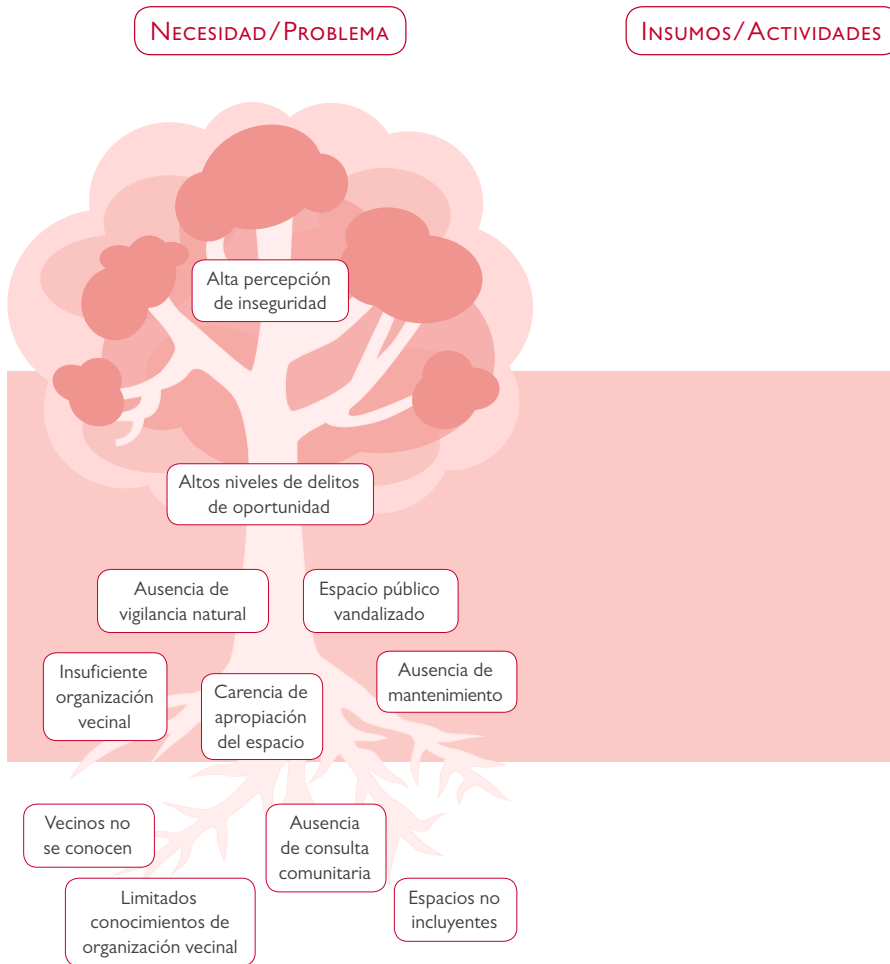 NECESIDAD/PROBLEMA
INSUMOS/ACTIVIDADES
Alta percepción
de inseguridad
Altos niveles de delitos
de oportunidad
Ausencia de
vigilancia natural
Espacio público
vandalizado
Insuficiente
organización
vecinal
Carencia de
apropiación
del espacio
Ausencia de
mantenimiento
Vecinos no
se conocen
Ausencia
de consulta
comunitaria
Limitados
conocimientos de
organización vecinal
Espacios no
incluyentes